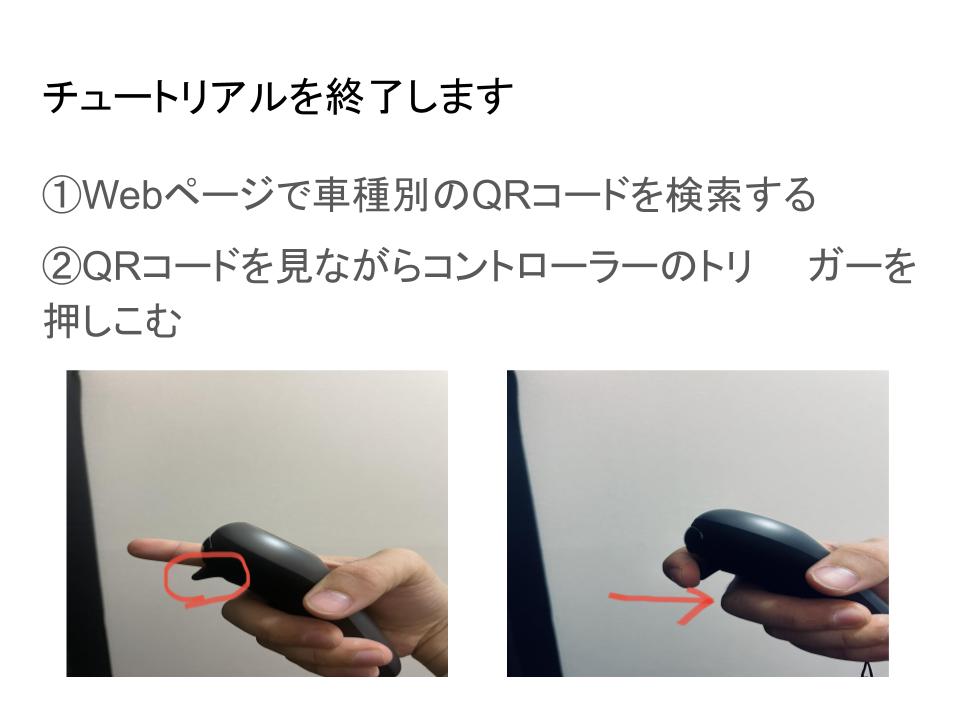 チュートリアルを終了します
①Webページで車種別のQRコードを検索する
②QRコードを見ながらコントローラーのトリ　ガーを
押しこむ